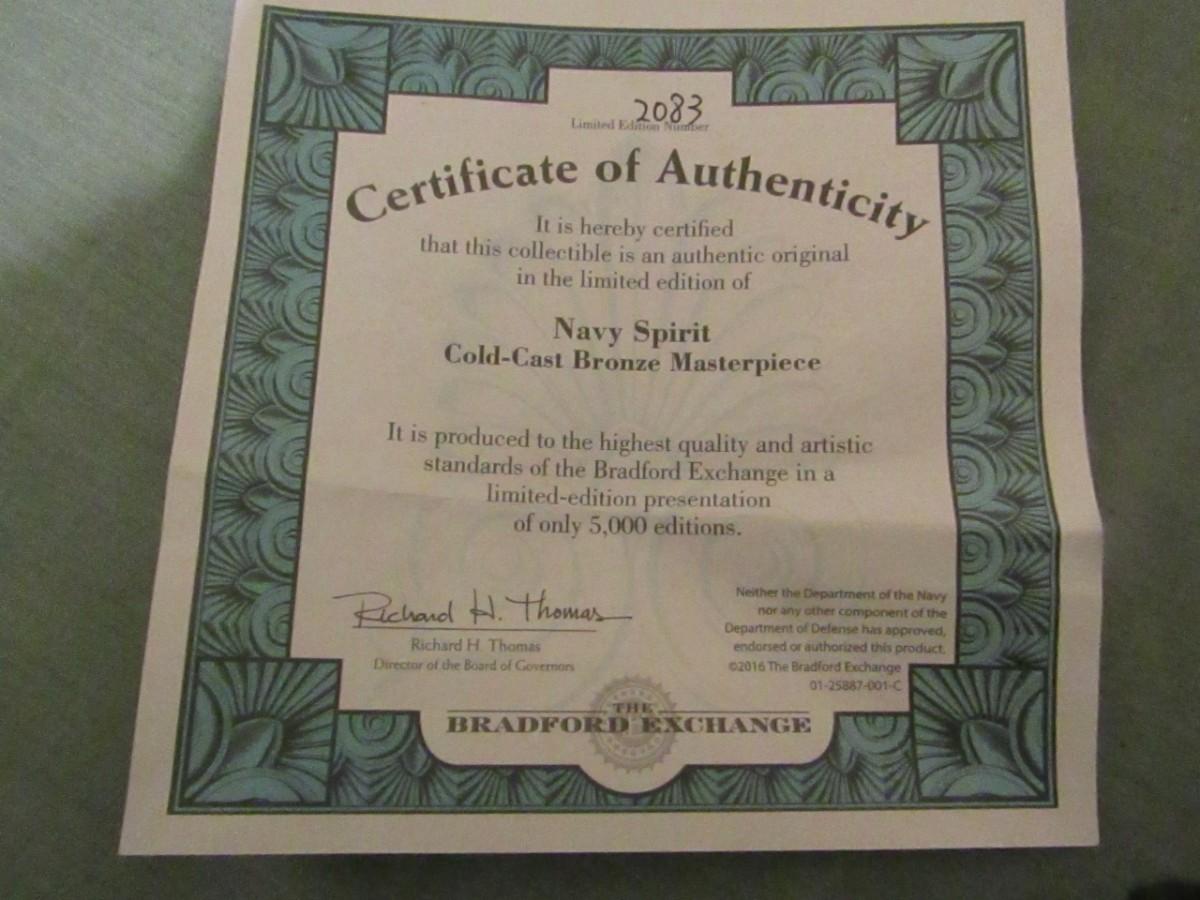 2083
Limited Edition Number
Certificate of Authenticity
It is hereby certified
that this collectible is an authentic original
in the limited edition of
Navy Spirit
Cold-Cast Bronze Masterpiece
It is produced to the highest quality and artistic
standards of the Bradford Exchange in a
limited-edition presentation
of only 5,000 editions.
Richard H. Thomas
Richard H. Thomas
Director of the Board of Governors
Neither the Department of the Navy
nor any other component of the
Department of Defense has approved,
endorsed or authorized this product.
©2016 The Bradford Exchange
01-25887-001-C
THE
BRADFORD EXCHANGE